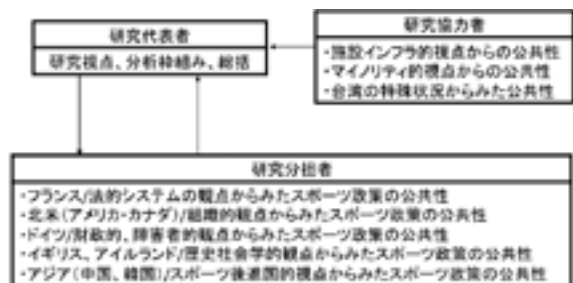 研究代表者
研究視点、分析枠組み、総括
研究協力者
・施設インフラ的視点からの公共性
・マイノリティ的視点からの公共性
・台湾の特殊状況からみた公共性
研究分担者
・フランス/法的システムの観点からみたスポーツ政策の公共性
・北米(アメリカ・カナダ)/組織的観点からみたスポーツ政策の公共性
・ドイツ/財政的、障害者的観点からみたスポーツ政策の公共性
・イギリス、アイルランド/歴史社会学的観点からみたスポーツ政策の公共性
・アジア(中国、韓国)/スポーツ後進国的視点からみたスポーツ政策の公共性